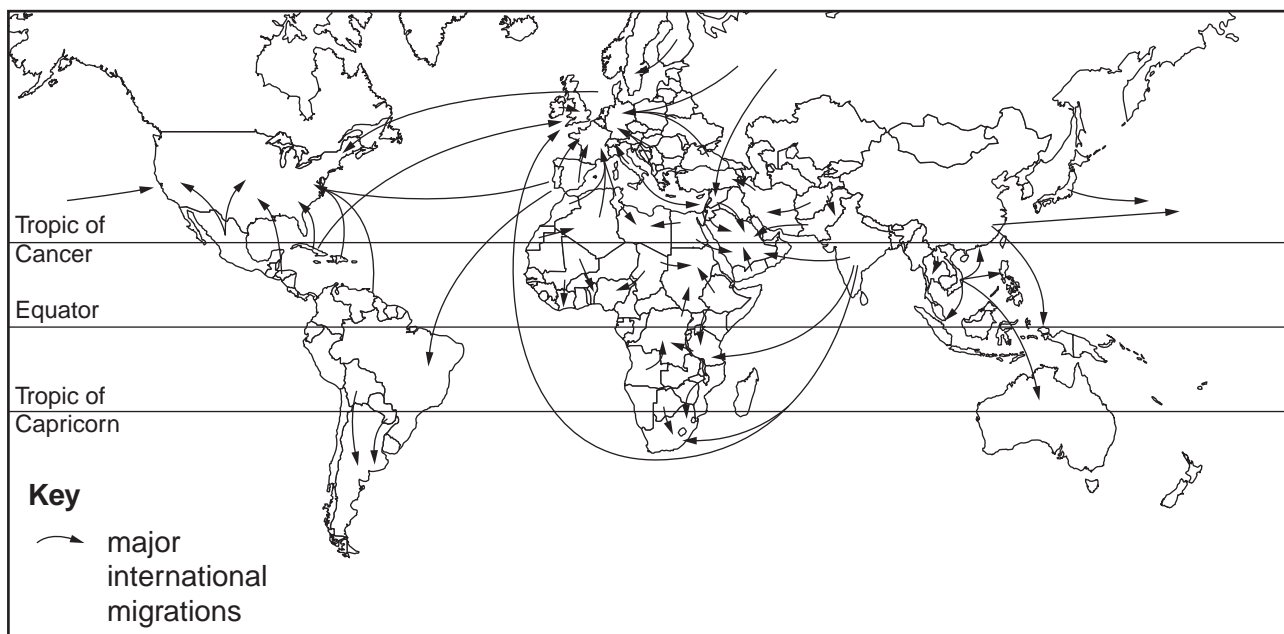 Tropic of
Cancer
Equator
Tropic of
Capricorn
Key
major
international
migrations